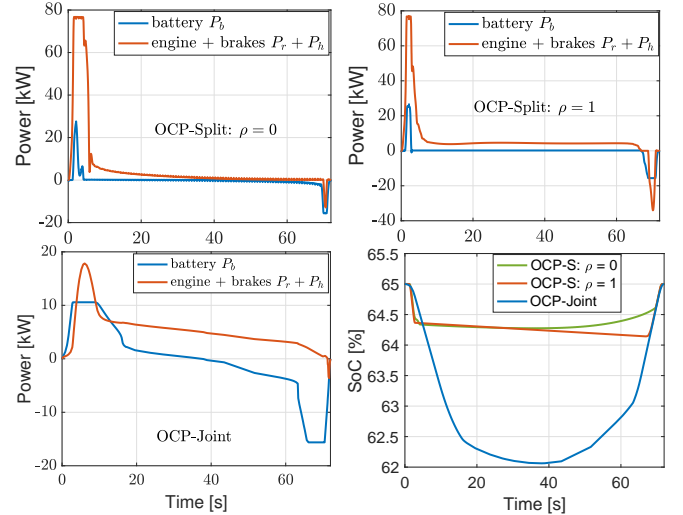 80
60
40
20
0
-20
0
20
40
60
Power [kW]
battery P_b
engine + brakes P_r + P_h
OCP-Split: ρ = 0
80
60
40
20
0
-20
-40
0
20
40
60
Power [kW]
battery P_b
engine + brakes P_r + P_h
OCP-Split: ρ = 1
20
10
0
-10
-20
0
20
40
60
Power [kW]
Time [s]
battery P_b
engine + brakes P_r + P_h
OCP-Joint
65.5
65
64.5
64
63.5
63
62.5
62
0
20
40
60
SoC [%]
Time [s]
OCP-S: ρ = 0
OCP-S: ρ = 1
OCP-Joint